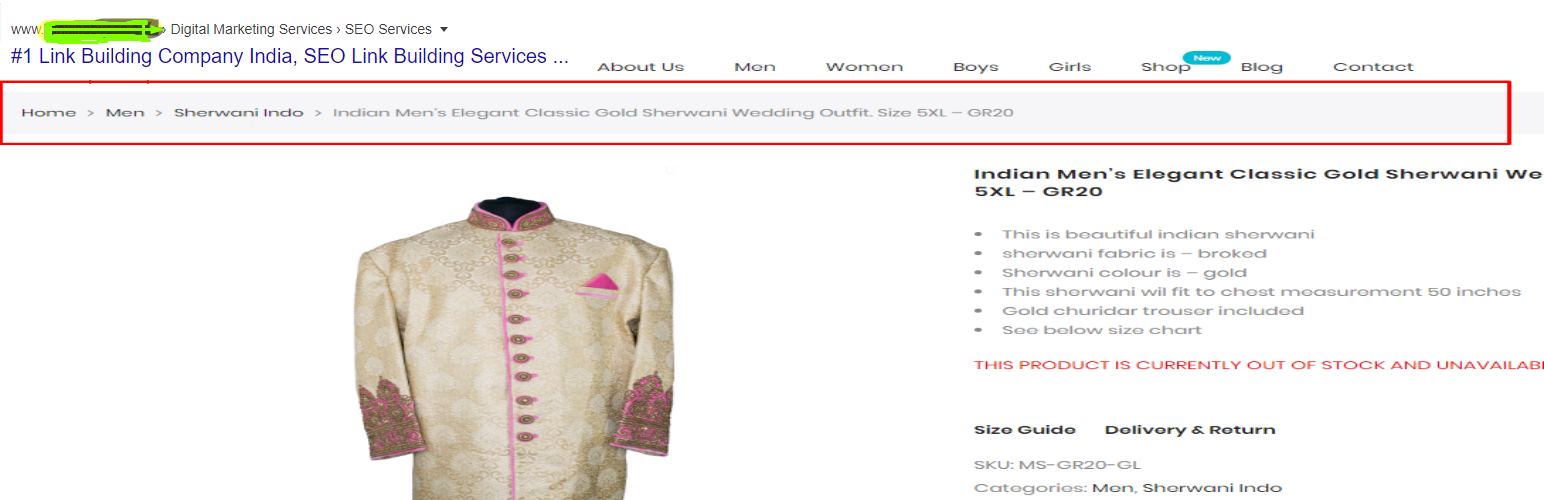 www. › Digital Marketing Services › SEO Services
#1 Link Building Company India, SEO Link Building Services ...
About Us Men Women Boys Girls Shop New Blog Contact
Home > Men > Sherwani Indo > Indian Men's Elegant Classic Gold Sherwani Wedding Outfit. Size 5XL – GR20
Indian Men's Elegant Classic Gold Sherwani We
5XL – GR20
• This is beautiful indian sherwani
• sherwani fabric is – broked
• Sherwani colour is – gold
• This sherwani wil fit to chest measurement 50 inches
• Gold churidar trouser included
• See below size chart
THIS PRODUCT IS CURRENTLY OUT OF STOCK AND UNAVAILABL
Size Guide Delivery & Return
SKU: MS-GR20-GL
Categories: Men, Sherwani Indo